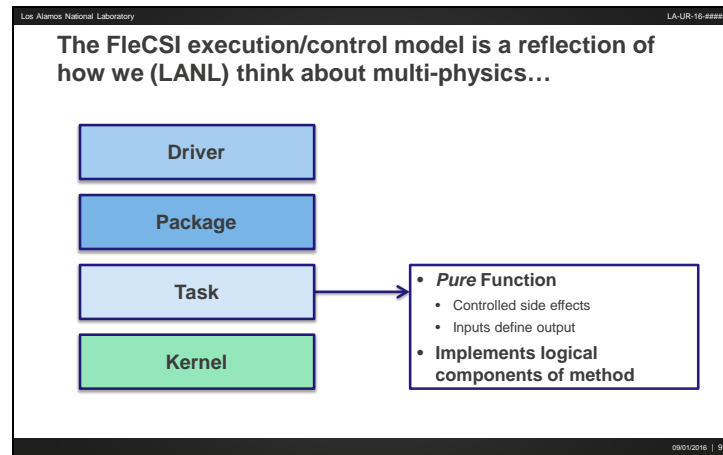 Los Alamos National Laboratory
LA-UR-16-####
The FleCSI execution/control model is a reflection of
how we (LANL) think about multi-physics…
Driver
Package
Task
Kernel
• Pure Function
• Controlled side effects
• Inputs define output
• Implements logical
components of method
09/01/2016 | 9